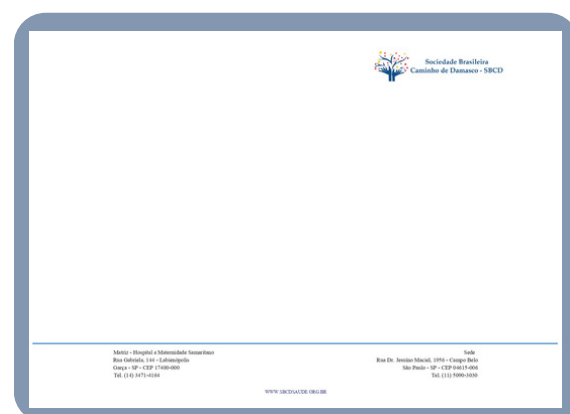 Sociedade Brasileira
Caminho de Damasco - SBCD
Matriz - Hospital e Maternidade Samaritano
Rua Gabriela, 144 - Labienópolis
Garça - SP - CEP 17400-000
Tel. (14) 3471-4104
Sede
Rua Dr. Jesuíno Maciel, 1956 - Campo Belo
São Paulo - SP - CEP 04615-004
Tel. (11) 5090-3030
WWW.SBCDSAUDE.ORG.BR